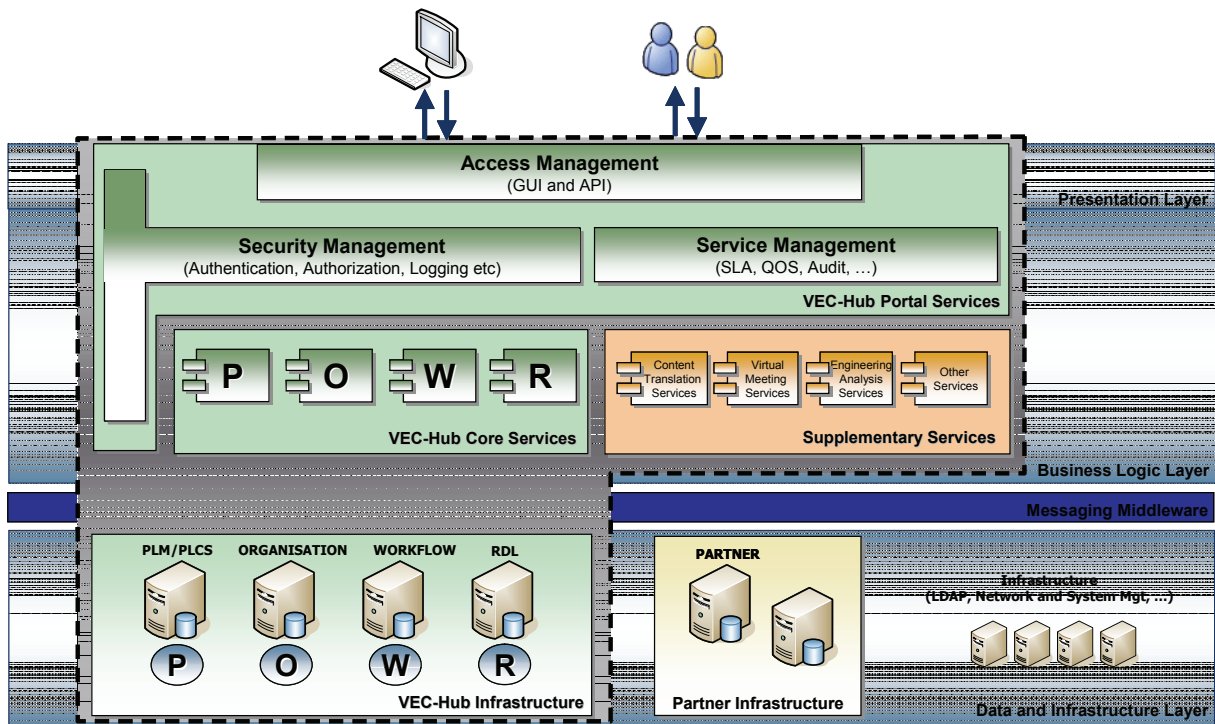 Access Management
(GUI and API)
Presentation Layer
Security Management
(Authentication, Authorization, Logging etc)
Service Management
(SLA, QOS, Audit, ...)
VEC-Hub Portal Services
P
O
W
R
VEC-Hub Core Services
Content
Translation
Services
Virtual
Meeting
Services
Engineering
Analysis
Services
Other
Services
Supplementary Services
Business Logic Layer
Messaging Middleware
PLM/PLCS
ORGANISATION
WORKFLOW
RDL
P
O
W
R
VEC-Hub Infrastructure
PARTNER
Partner Infrastructure
Infrastructure
(LDAP, Network and System Mgt, ...)
Data and Infrastructure Layer